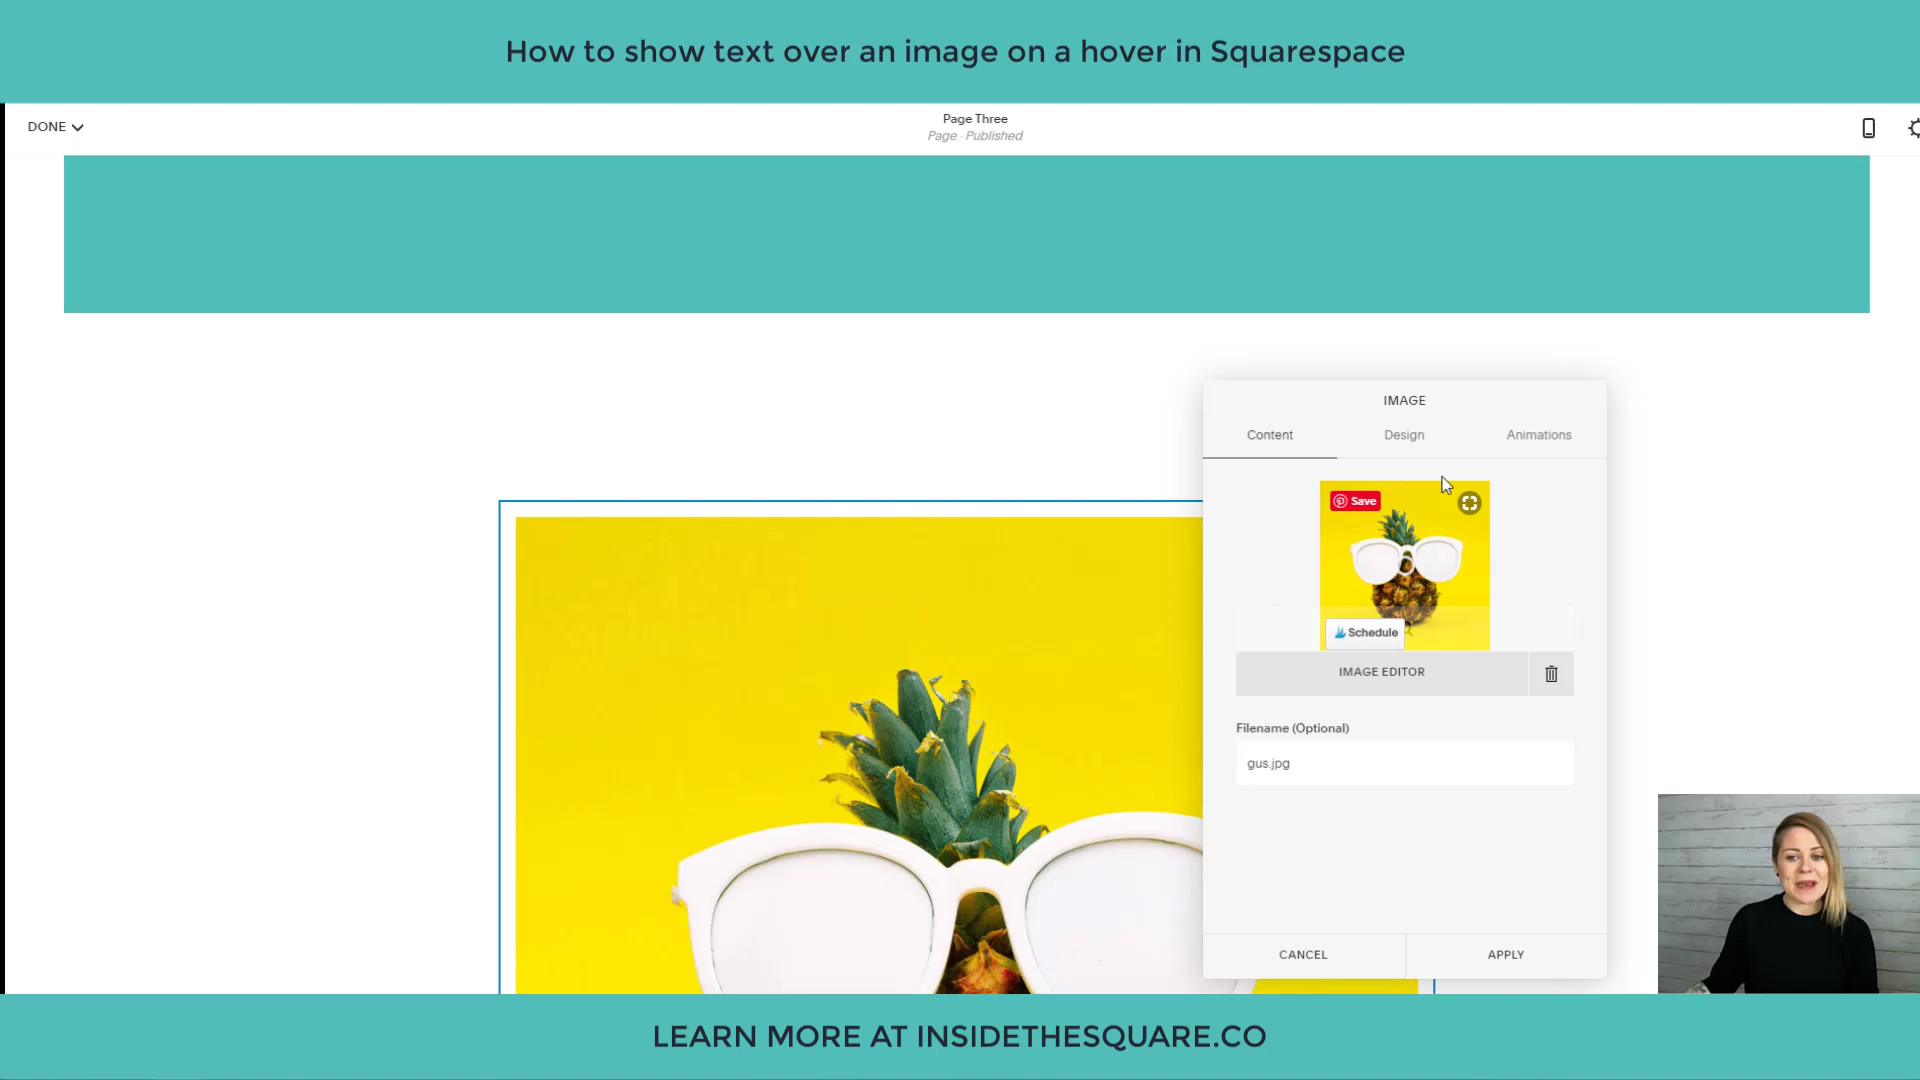 How to show text over an image on a hover in Squarespace
DONE
Page Three
Page · Published
IMAGE
Content
Design
Animations
Save
Schedule
IMAGE EDITOR
Filename (Optional)
gus.jpg
CANCEL
APPLY
LEARN MORE AT INSIDETHESQUARE.CO